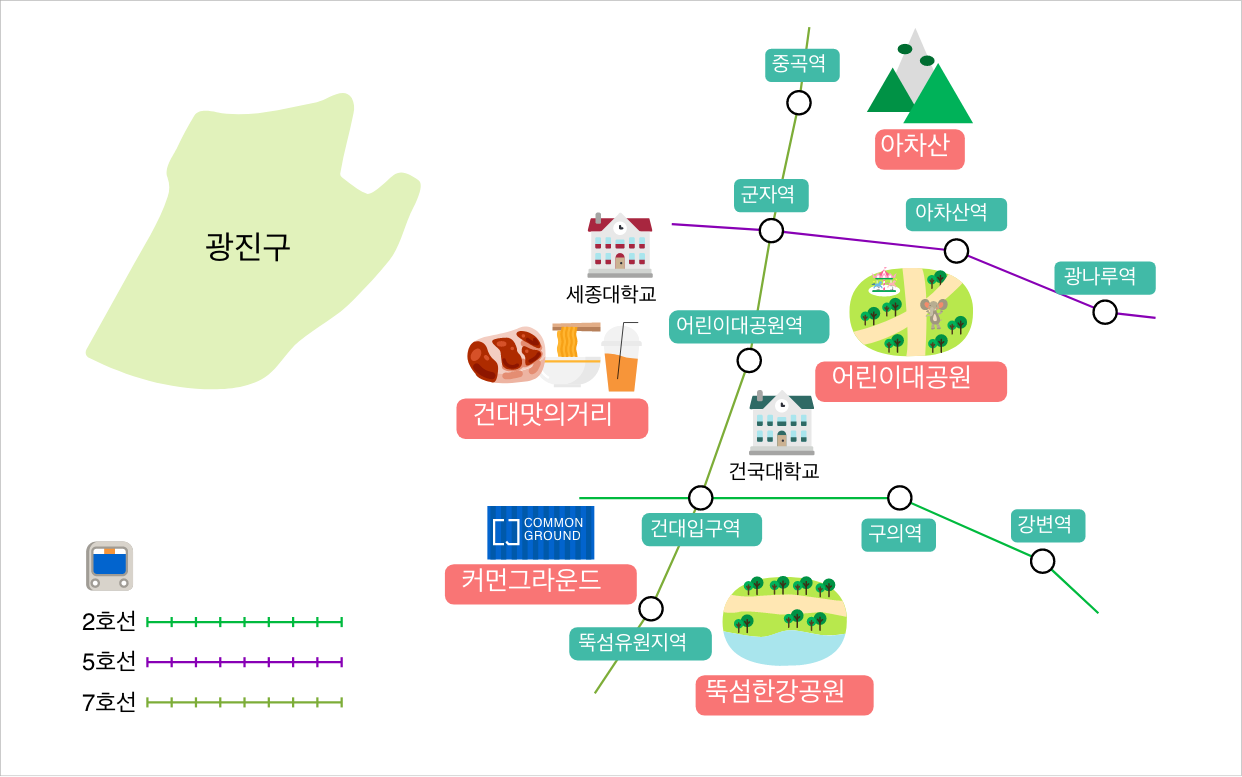 중곡역
아차산
군자역
아차산역
광진구
광나루역
세종대학교
어린이대공원역
어린이대공원
건대맛의거리
건국대학교
COMMON
GROUND
건대입구역
구의역
강변역
커먼그라운드
2호선
뚝섬유원지역
5호선
뚝섬한강공원
7호선